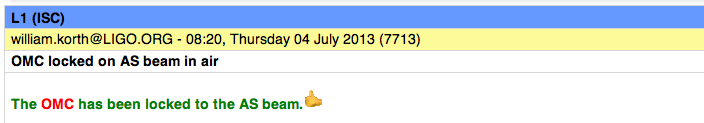 L1 (ISC)
william.korth@LIGO.ORG - 08:20, Thursday 04 July 2013 (7713)
OMC locked on AS beam in air
The OMC has been locked to the AS beam.